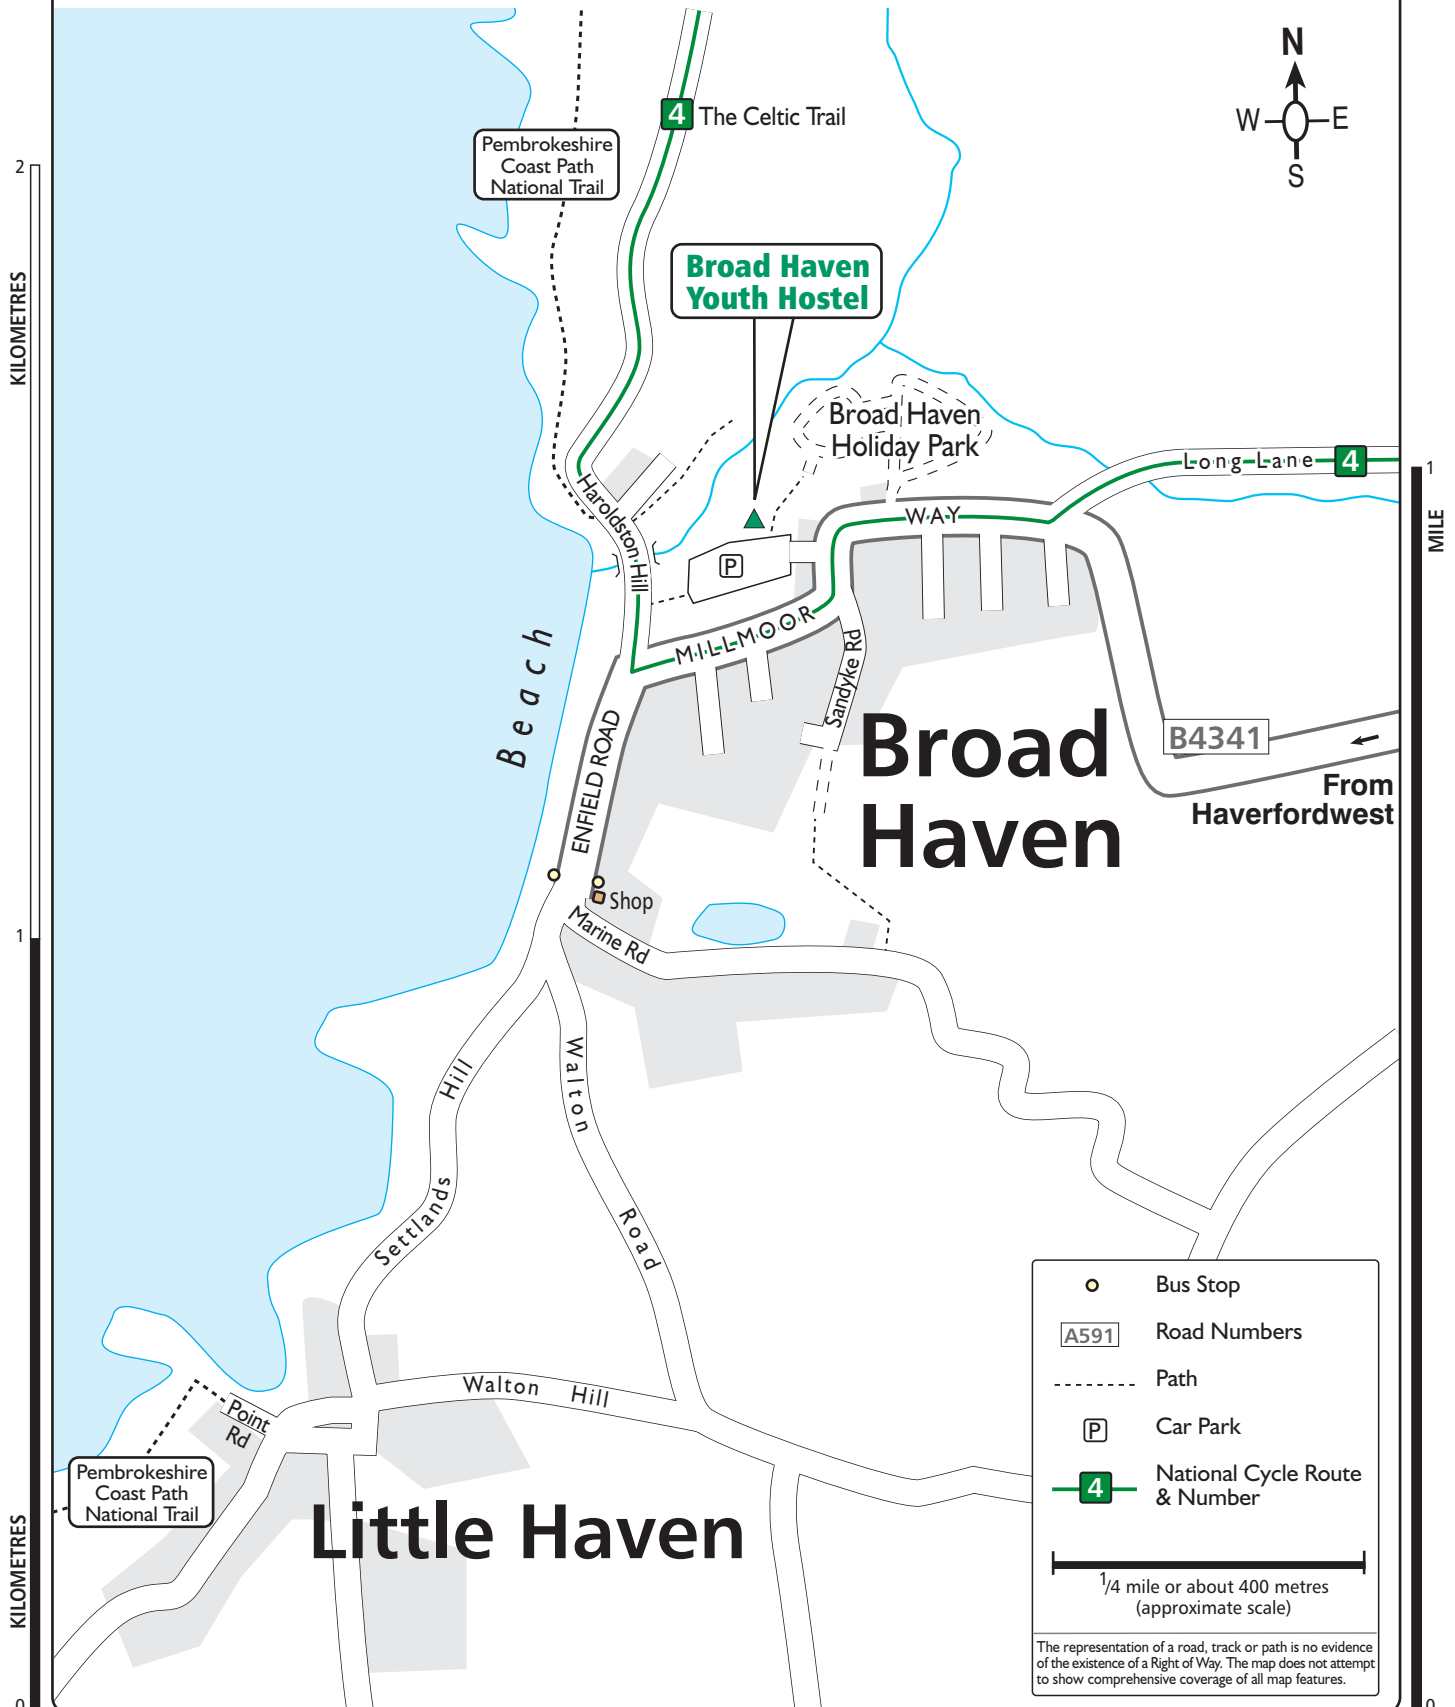 N
W
E
S
4
The Celtic Trail
Pembrokeshire
Coast Path
National Trail
2
KILOMETRES
Broad Haven
Youth Hostel
Broad Haven
Holiday Park
Long Lane
4
1
MILE
Haroldston Hill
WAY
P
MILLMOOR
Sandyke Rd
Beach
ENFIELD ROAD
Broad
Haven
B4341
From
Haverfordwest
Shop
Marine Rd
1
Walton
Road
Settlands
Hill
Walton Hill
Point
Rd
Pembrokeshire
Coast Path
National Trail
Little Haven
KILOMETRES
0
0
Bus Stop
A591
Road Numbers
Path
P
Car Park
4
National Cycle Route
& Number
1/4 mile or about 400 metres
(approximate scale)
The representation of a road, track or path is no evidence
of the existence of a Right of Way. The map does not attempt
to show comprehensive coverage of all map features.